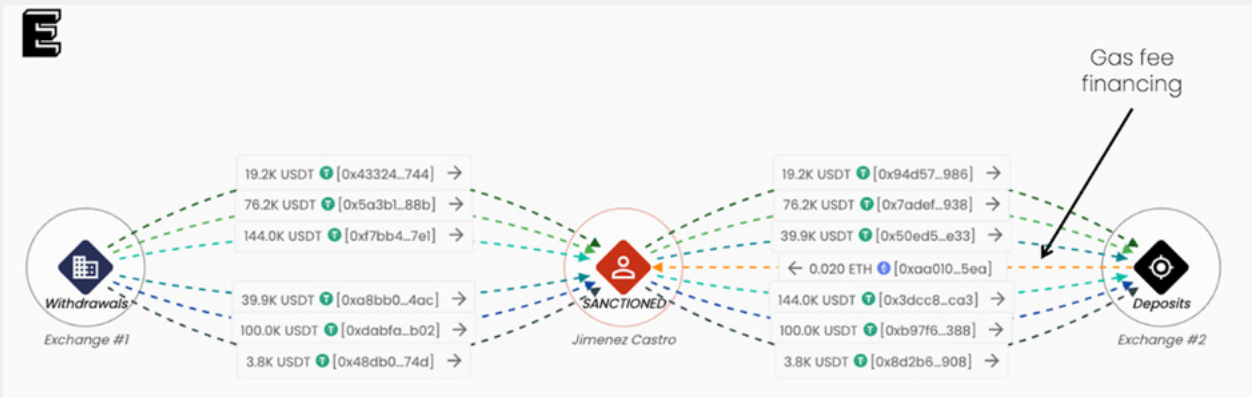 E
Gas fee
financing
19.2K USDT [0x43324...744] →
76.2K USDT [0x5a3b1...88b] →
144.0K USDT [0xf7bb4...7e1] →
39.9K USDT [0xa8bb0...4ac] →
100.0K USDT [0xdabfa...b02] →
3.8K USDT [0x48db0...74d] →
19.2K USDT [0x94d57...986] →
76.2K USDT [0x7adef...938] →
39.9K USDT [0x50ed5...e33] →
← 0.020 ETH [0xaa010...5ea]
144.0K USDT [0x3dcc8...ca3] →
100.0K USDT [0xb97f6...388] →
3.8K USDT [0x8d2b6...908] →
Withdrawals
Exchange #1
SANCTIONED
Jimenez Castro
Deposits
Exchange #2